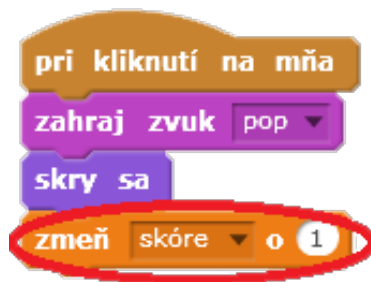 pri kliknutí na mňa
zahraj zvuk pop
skry sa
zmeň skóre o 1